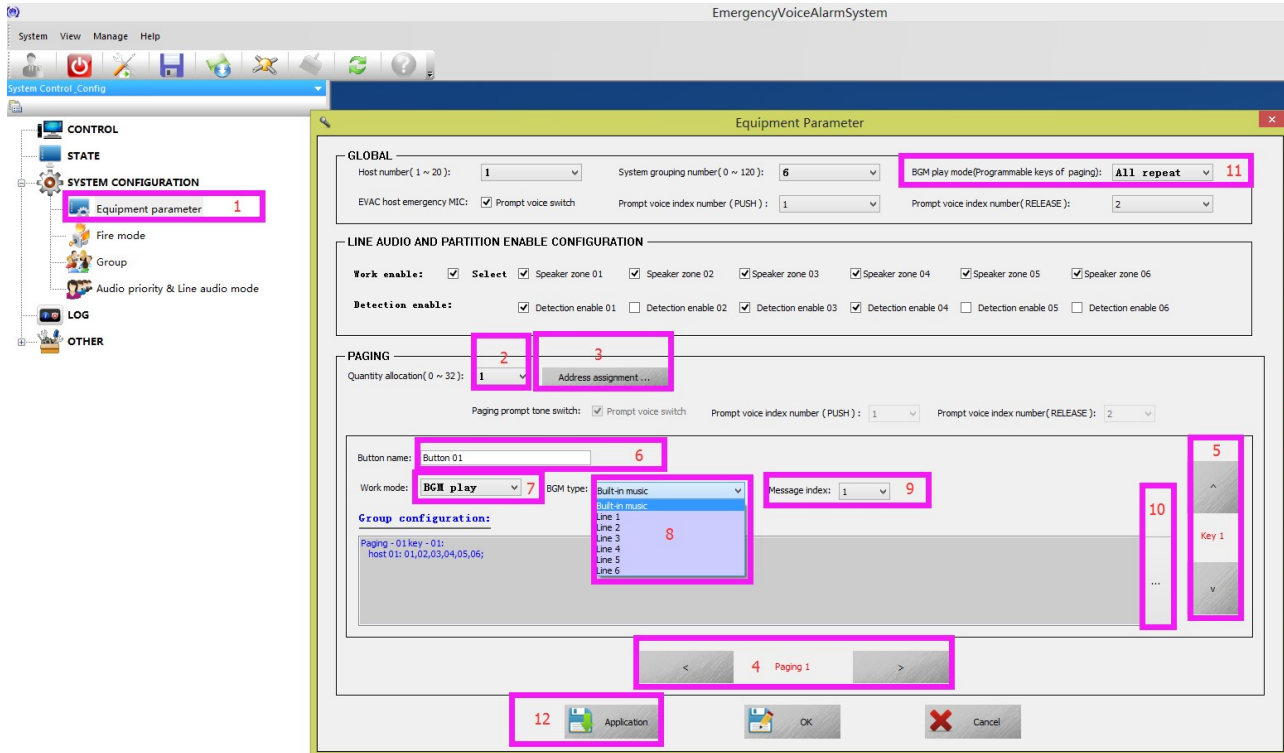 EmergencyVoiceAlarmSystem
System View Manage Help
System Control_Config
CONTROL
STATE
SYSTEM CONFIGURATION
Equipment parameter 1
Fire mode
Group
Audio priority & Line audio mode
LOG
OTHER
Equipment Parameter
GLOBAL
Host number( 1 ~ 20 ): 1 System grouping number( 0 ~ 120 ): 6 BGM play mode(Programmable keys of paging): All repeat 11
EVAC host emergency MIC: Prompt voice switch Prompt voice index number ( PUSH ) : 1 Prompt voice index number( RELEASE ): 2
LINE AUDIO AND PARTITION ENABLE CONFIGURATION
Work enable: Select Speaker zone 01 Speaker zone 02 Speaker zone 03 Speaker zone 04 Speaker zone 05 Speaker zone 06
Detection enable: Detection enable 01 Detection enable 02 Detection enable 03 Detection enable 04 Detection enable 05 Detection enable 06
PAGING
2 3
Quantity allocation( 0 ~ 32 ): 1 Address assignment ...
Paging prompt tone switch: Prompt voice switch Prompt voice index number ( PUSH ) : 1 Prompt voice index number( RELEASE ): 2
Button name: Button 01 6
Work mode: BGM play 7 BGM type: Built-in music Message index: 1 9
Built-in music
Line 1
Line 2
Line 3
Line 4
Line 5
Line 6
8
Group configuration:
Paging - 01 key - 01:
host 01: 01,02,03,04,05,06;
10
...
5
^
Key 1
v
< 4 Paging 1 >
12 Application OK Cancel